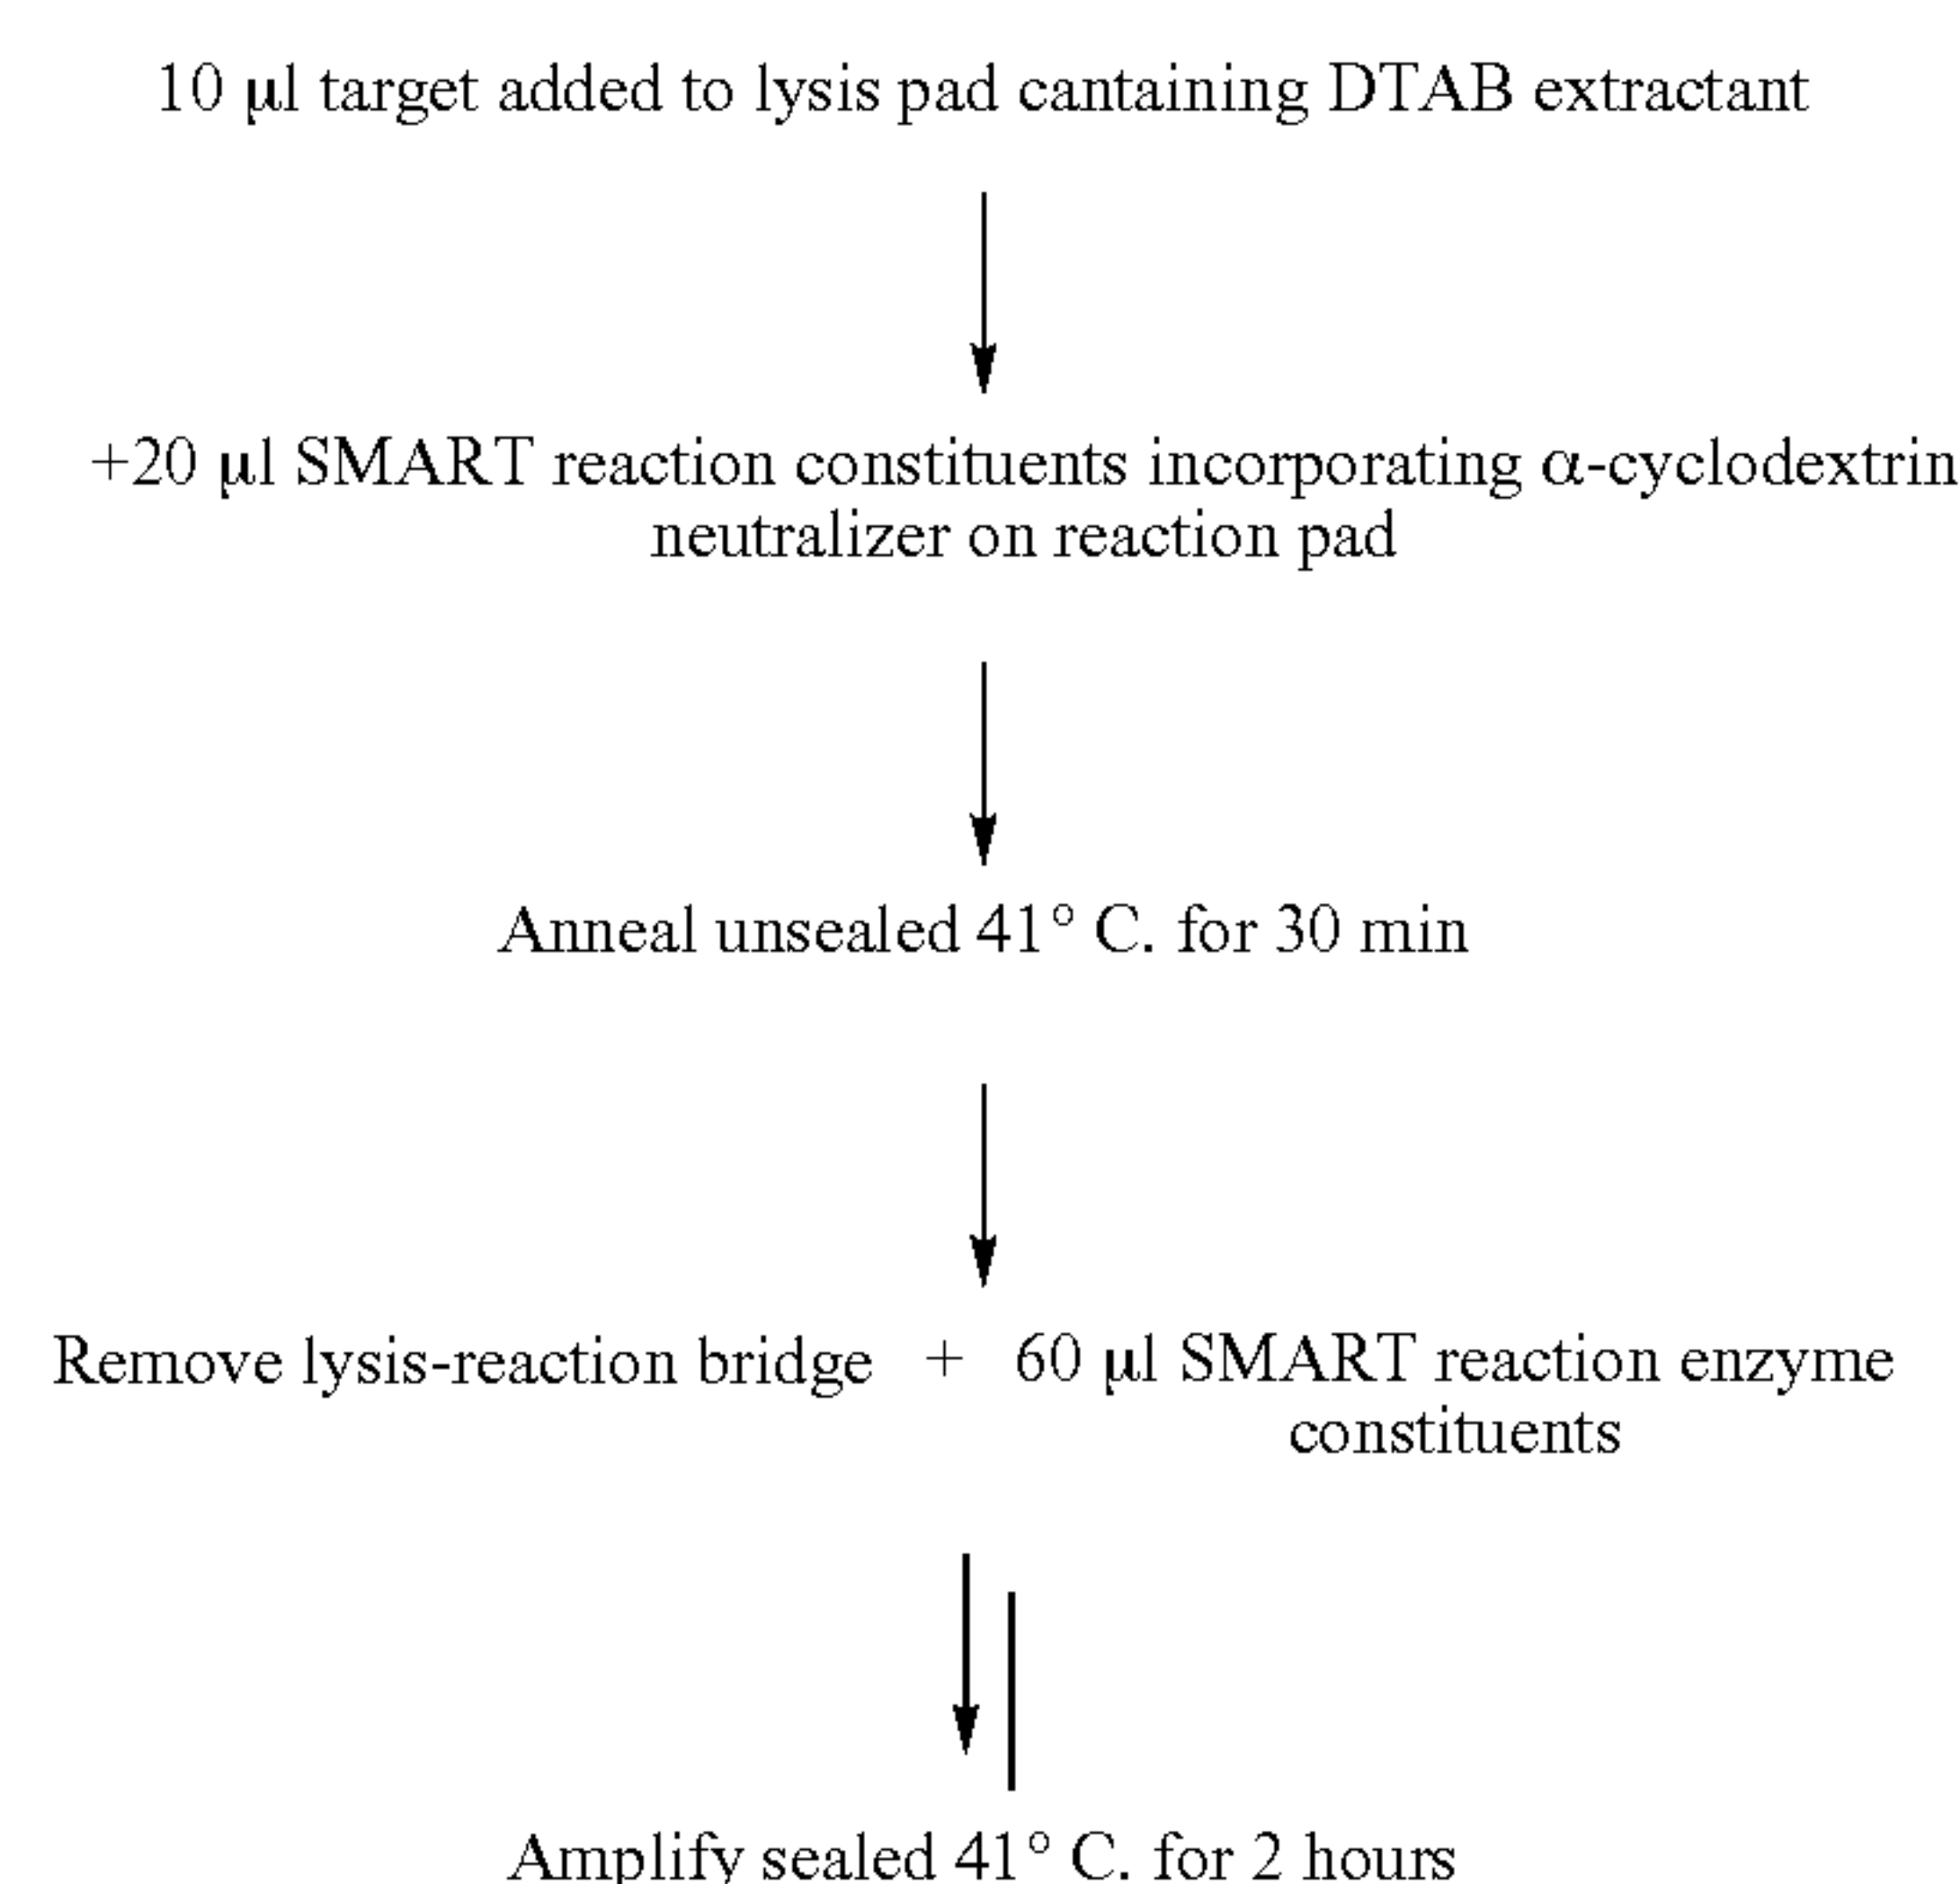 10 µl target added to lysis pad cantaining DTAB extractant
+20 µl SMART reaction constituents incorporating α-cyclodextrin
neutralizer on reaction pad
Anneal unsealed 41° C. for 30 min
Remove lysis-reaction bridge + 60 µl SMART reaction enzyme
constituents
Amplify sealed 41° C. for 2 hours